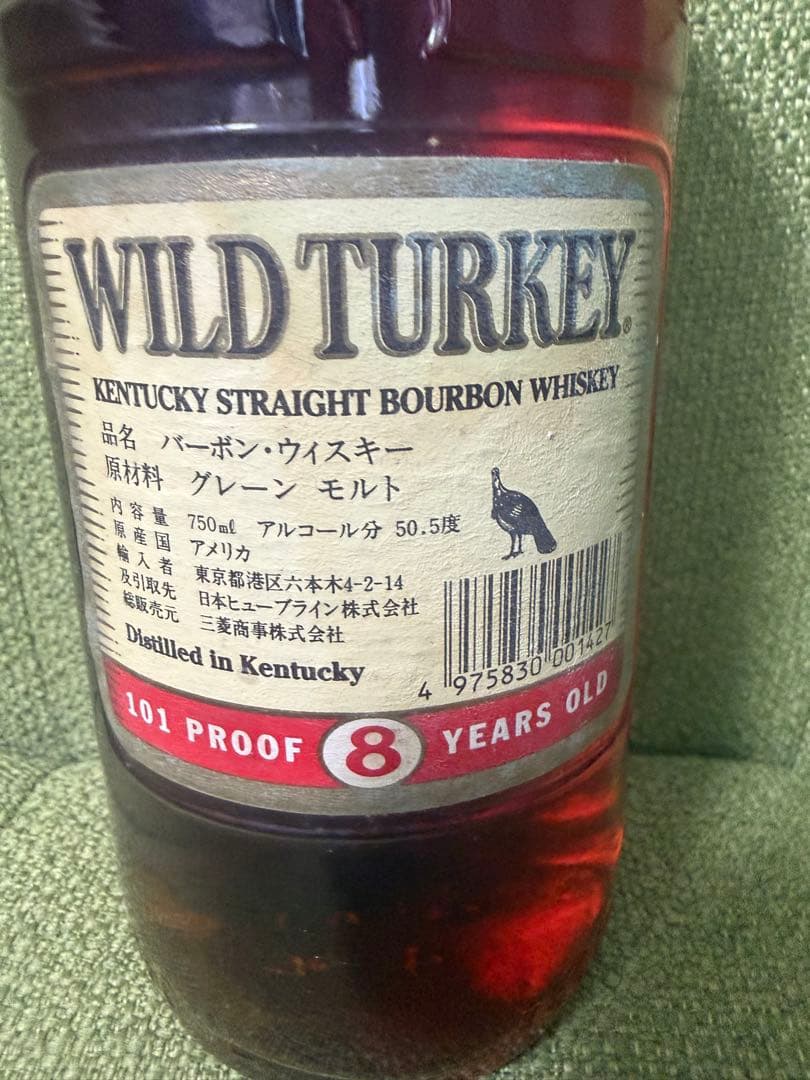 WILD TURKEY®
KENTUCKY STRAIGHT BOURBON WHISKEY
品名 バーボン・ウィスキー
原材料 グレーン モルト
内容量 750ml アルコール分 50.5度
原産国 アメリカ
輸入者 東京都港区六本木4-2-14
及引取先 日本ヒューブライン株式会社
総販売元 三菱商事株式会社
Distilled in Kentucky
4 975830 001427
101 PROOF 8 YEARS OLD